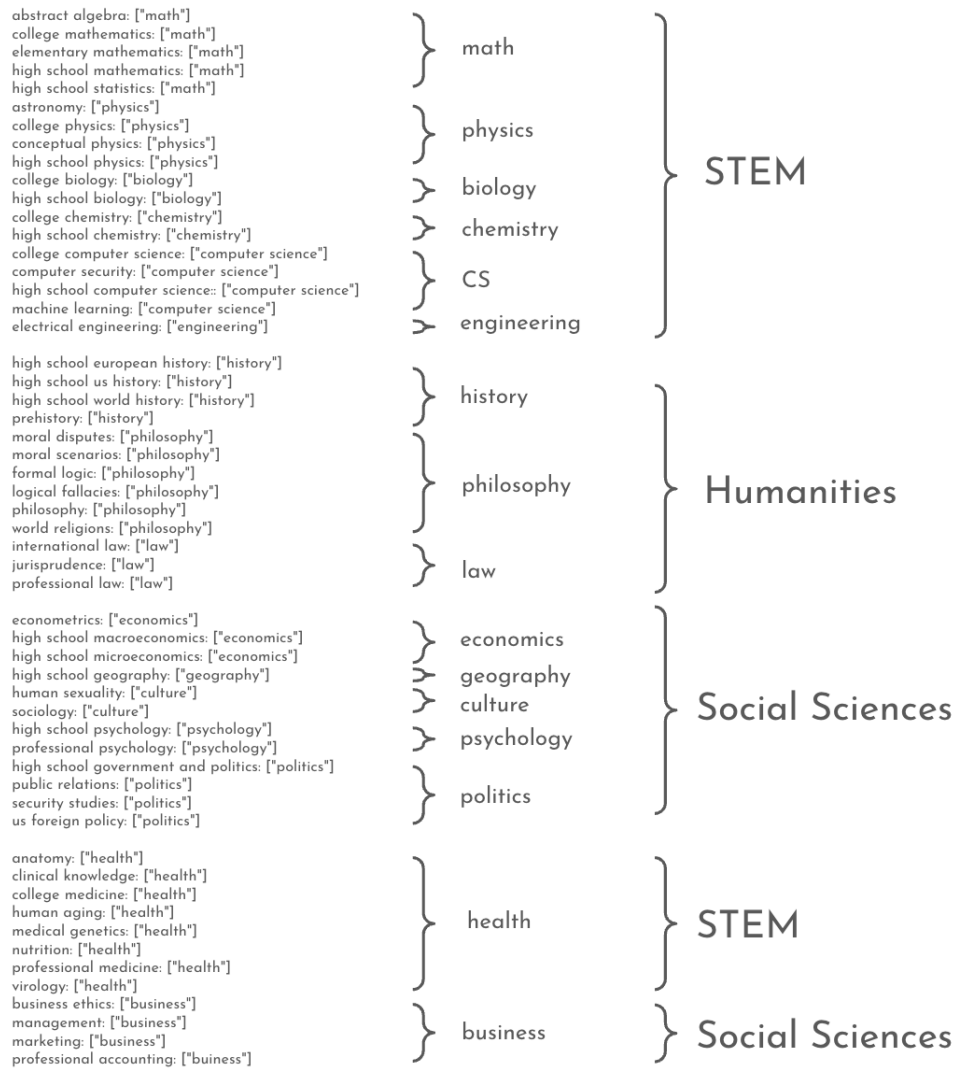 abstract algebra: ["math"]
college mathematics: ["math"]
elementary mathematics: ["math"]
high school mathematics: ["math"]
high school statistics: ["math"]
astronomy: ["physics"]
college physics: ["physics"]
conceptual physics: ["physics"]
high school physics: ["physics"]
college biology: ["biology"]
high school biology: ["biology"]
college chemistry: ["chemistry"]
high school chemistry: ["chemistry"]
college computer science: ["computer science"]
computer security: ["computer science"]
high school computer science:: ["computer science"]
machine learning: ["computer science"]
electrical engineering: ["engineering"]
math
physics
biology
chemistry
CS
engineering
STEM
high school european history: ["history"]
high school us history: ["history"]
high school world history: ["history"]
prehistory: ["history"]
moral disputes: ["philosophy"]
moral scenarios: ["philosophy"]
formal logic: ["philosophy"]
logical fallacies: ["philosophy"]
philosophy: ["philosophy"]
world religions: ["philosophy"]
international law: ["law"]
jurisprudence: ["law"]
professional law: ["law"]
history
philosophy
law
Humanities
econometrics: ["economics"]
high school macroeconomics: ["economics"]
high school microeconomics: ["economics"]
high school geography: ["geography"]
human sexuality: ["culture"]
sociology: ["culture"]
high school psychology: ["psychology"]
professional psychology: ["psychology"]
high school government and politics: ["politics"]
public relations: ["politics"]
security studies: ["politics"]
us foreign policy: ["politics"]
economics
geography
culture
psychology
politics
Social Sciences
anatomy: ["health"]
clinical knowledge: ["health"]
college medicine: ["health"]
human aging: ["health"]
medical genetics: ["health"]
nutrition: ["health"]
professional medicine: ["health"]
virology: ["health"]
business ethics: ["business"]
management: ["business"]
marketing: ["business"]
professional accounting: ["buiness"]
health
business
STEM
Social Sciences